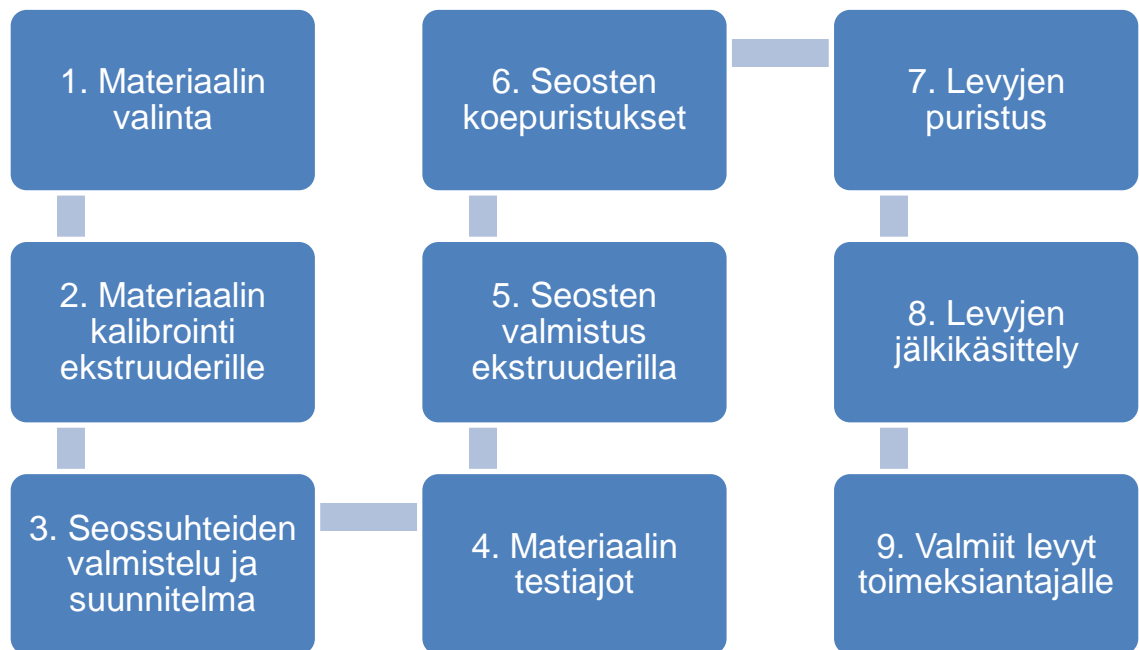 1. Materiaalin
valinta
2. Materiaalin
kalibrointi
ekstruuderille
3. Seossuhteiden
valmistelu ja
suunnitelma
4. Materiaalin
testiajot
5. Seosten
valmistus
ekstruuderilla
6. Seosten
koepuristukset
7. Levyjen
puristus
8. Levyjen
jälkikäsittely
9. Valmiit levyt
toimeksiantajalle